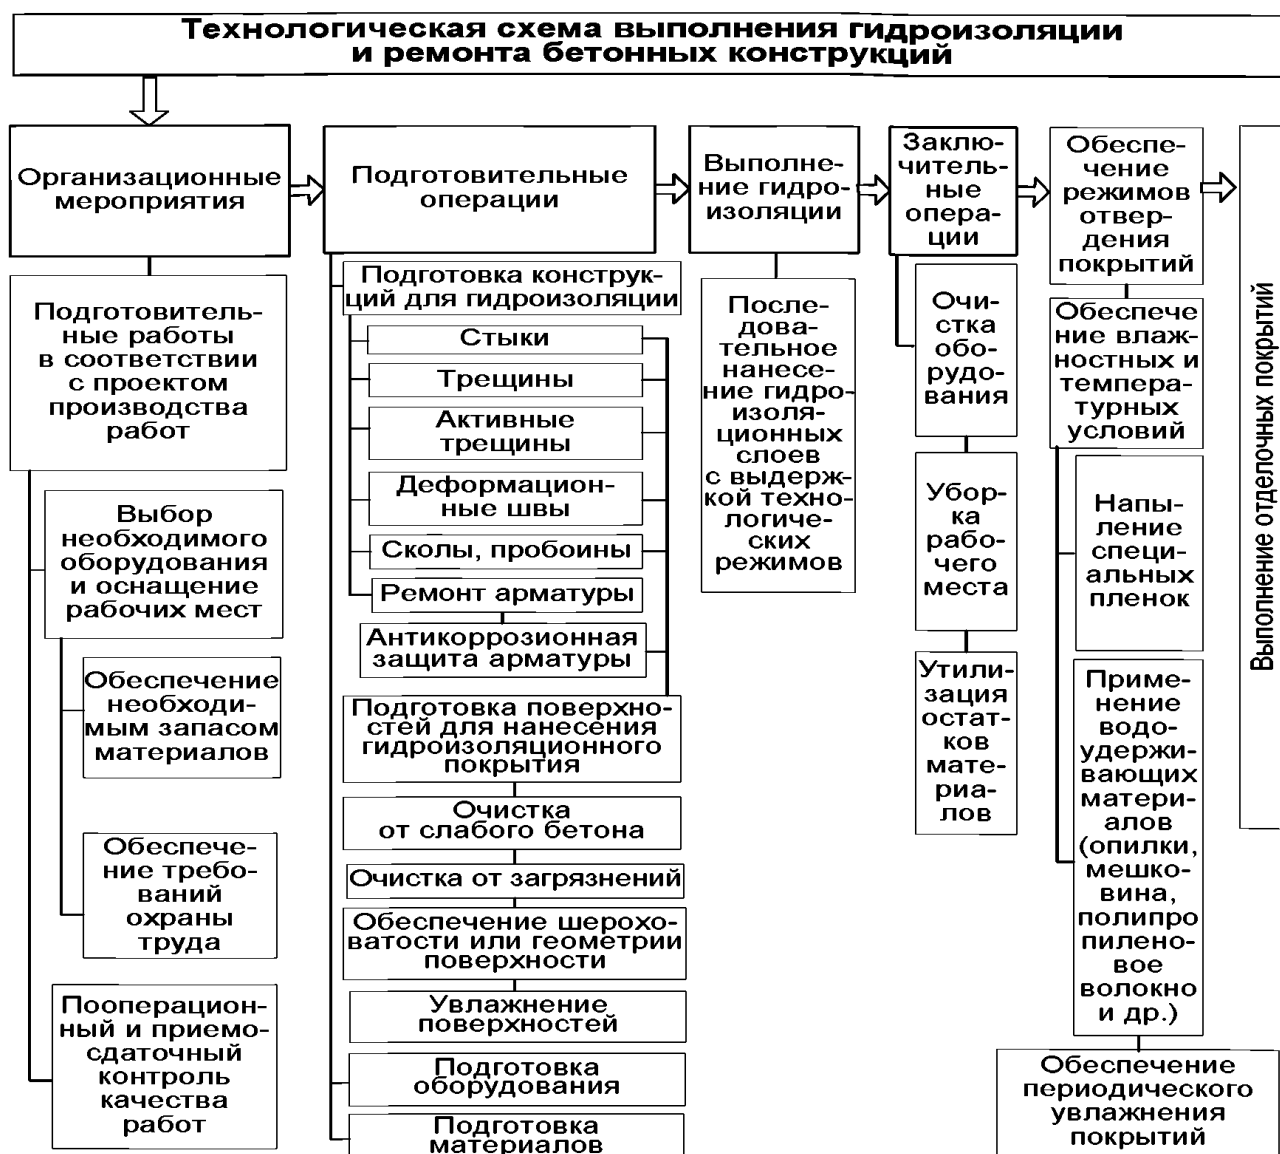 Технологическая схема выполнения гидроизоляции
и ремонта бетонных конструкций
Организационные
мероприятия
Подготовительные
операции
Выполне-
ние гидро-
изоляции
Заклю-
читель-
ные
опера-
ции
Обеспе-
чение
режимов
отвер-
дения
покрытий
Выполнение отделочных покрытий
Подготовитель-
ные работы
в соответствии
с проектом
производства
работ
Выбор
необходимого
оборудования
и оснащение
рабочих мест
Обеспечение
необходи-
мым запасом
материалов
Обеспече-
ние требо-
ваний
охраны
труда
Пооперацион-
ный и приемо-
сдаточный
контроль
качества
работ
Подготовка конструк-
ций для гидроизоляции
Стыки
Трещины
Активные
трещины
Деформацион-
ные швы
Сколы, пробоины
Ремонт арматуры
Антикоррозионная
защита арматуры
Подготовка поверхно-
стей для нанесения
гидроизоляционного
покрытия
Очистка
от слабого бетона
Очистка от загрязнений
Обеспечение шерохо-
ватости или геометрии
поверхности
Увлажнение
поверхностей
Подготовка
оборудования
Подготовка
материалов
После-
дова-
тельное
нанесе-
ние гидро-
изоля-
ционных
слоев
с выдерж-
кой техно-
логиче-
ских
режимов
Очи-
стка
обо-
рудо-
вания
Убор-
ка
рабо-
чего
места
Утили-
зация
остат-
ков
мате-
риа-
лов
Обеспече
ние влаж-
ностных и
темпера-
турных
условий
Напы-
ление
специ-
альных
пленок
Приме-
нение
водо-
удержи-
вающих
матери-
алов
(опилки,
мешко-
вина,
полипро
пилено-
вое
волокно
и др.)
Обеспечение
периодического
увлажнения
покрытий